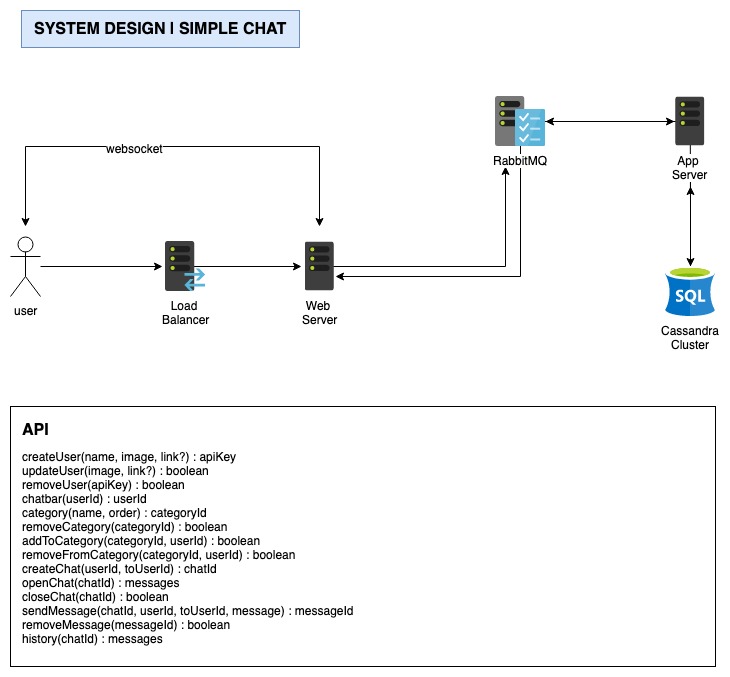 SYSTEM DESIGN | SIMPLE CHAT
websocket
RabbitMQ
App
Server
user
Load
Balancer
Web
Server
SQL
Cassandra
Cluster
API
createUser(name, image, link?) : apiKey
updateUser(image, link?) : boolean
removeUser(apiKey) : boolean
chatbar(userId) : userId
category(name, order) : categoryId
removeCategory(categoryId) : boolean
addToCategory(categoryId, userId) : boolean
removeFromCategory(categoryId, userId) : boolean
createChat(userId, toUserId) : chatId
openChat(chatId) : messages
closeChat(chatId) : boolean
sendMessage(chatId, userId, toUserId, message) : messageId
removeMessage(messageId) : boolean
history(chatId) : messages